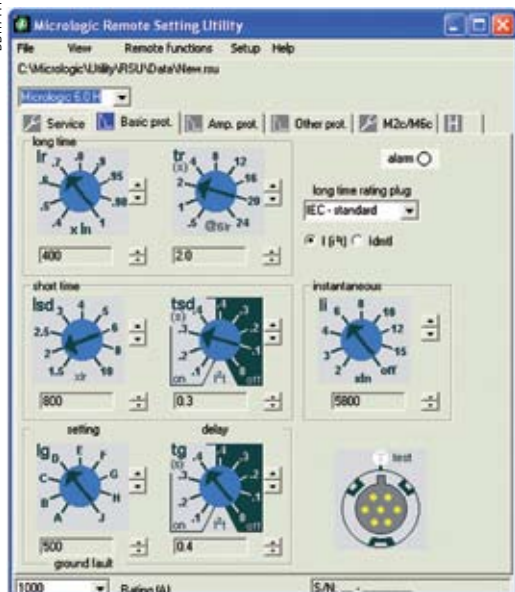 Micrologic Remote Setting Utility
File View Remote functions Setup Help
C:\Micrologic\Utility\RSU\Data\New.rsu
Micrologic 6.0 H
Service Basic prot. Amp. prot. Other prot. M2c/M6c H
long time
Ir .4 .5 .6 .7 .8 .9 .95 .98 1
x In
400
tr (s) .5 1 2 4 8 12 16 20 24
@6Ir
2.0
alarm
long time rating plug
IEC - standard
I (i²t) Idmtl
short time
Isd 1.5 2 2.5 3 4 5 6 8 10
xIr
800
tsd (s) .1 .2 .3 .4 .4 .3 .2 .1 0
on I²t off
0.3
instantaneous
Ii 2 3 4 6 8 10 12 15 off
xIn
5800
setting
Ig A B C D E F G H J
500
ground fault
delay
tg (s) .1 .2 .3 .4 .4 .3 .2 .1 0
on I²t off
0.4
T test
1000 Rating (A)
S/N: